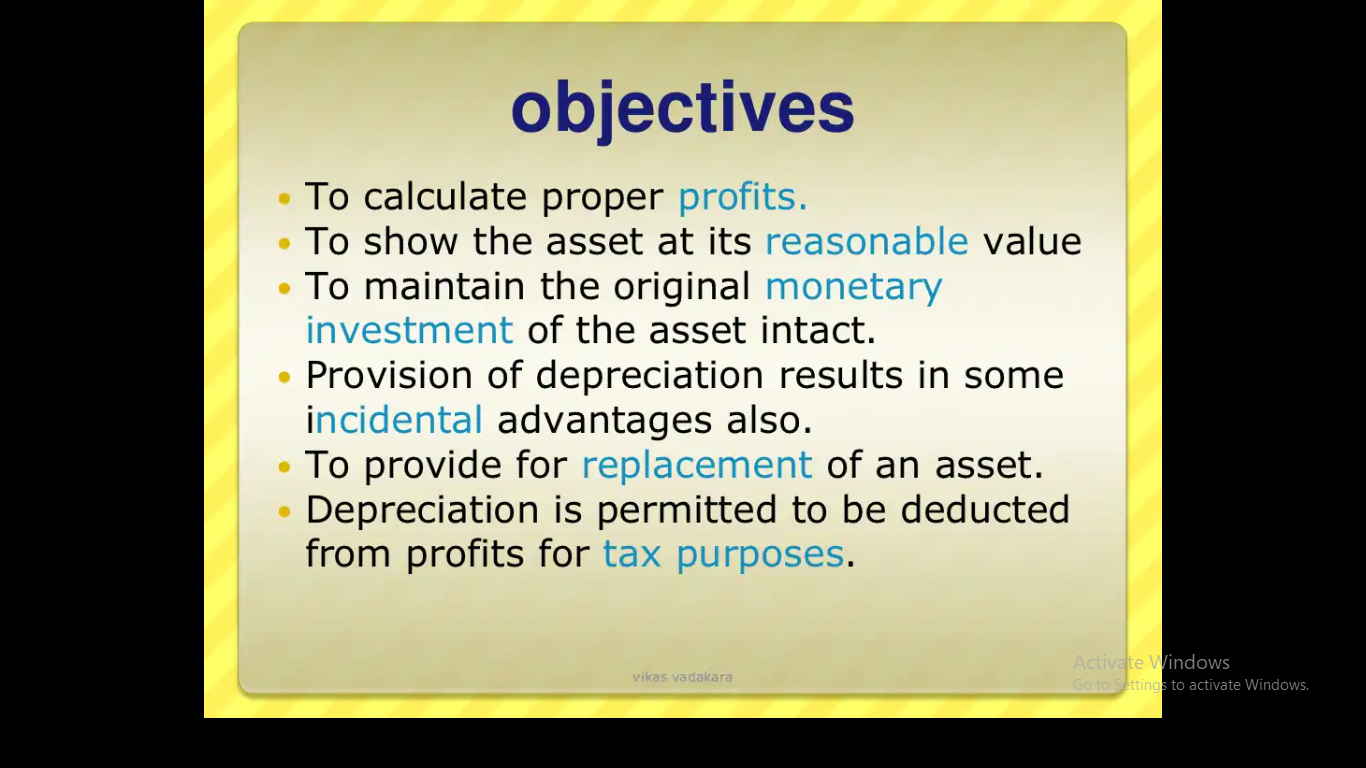 objectives
• To calculate proper profits.
• To show the asset at its reasonable value
• To maintain the original monetary
investment of the asset intact.
• Provision of depreciation results in some
incidental advantages also.
• To provide for replacement of an asset.
• Depreciation is permitted to be deducted
from profits for tax purposes.
vikas vadakara
Activate Windows
Go to Settings to activate Windows.